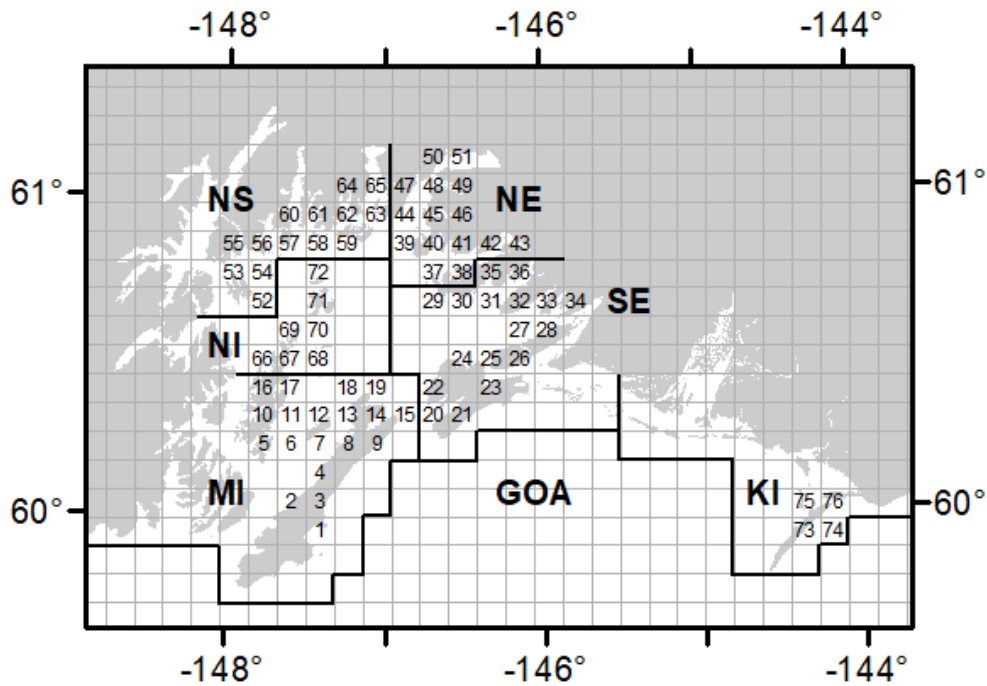 -148° -146° -144°
50 51
61° NS 64 65 47 48 49 NE 61°
60 61 62 63 44 45 46
55 56 57 58 59 39 40 41 42 43
53 54 72 37 38 35 36
52 71 29 30 31 32 33 34 SE
69 70 27 28
NI 66 67 68 24 25 26
16 17 18 19 22 23
10 11 12 13 14 15 20 21
5 6 7 8 9
4
MI 2 3 GOA KI 75 76
60° 60°
1 73 74
-148° -146° -144°